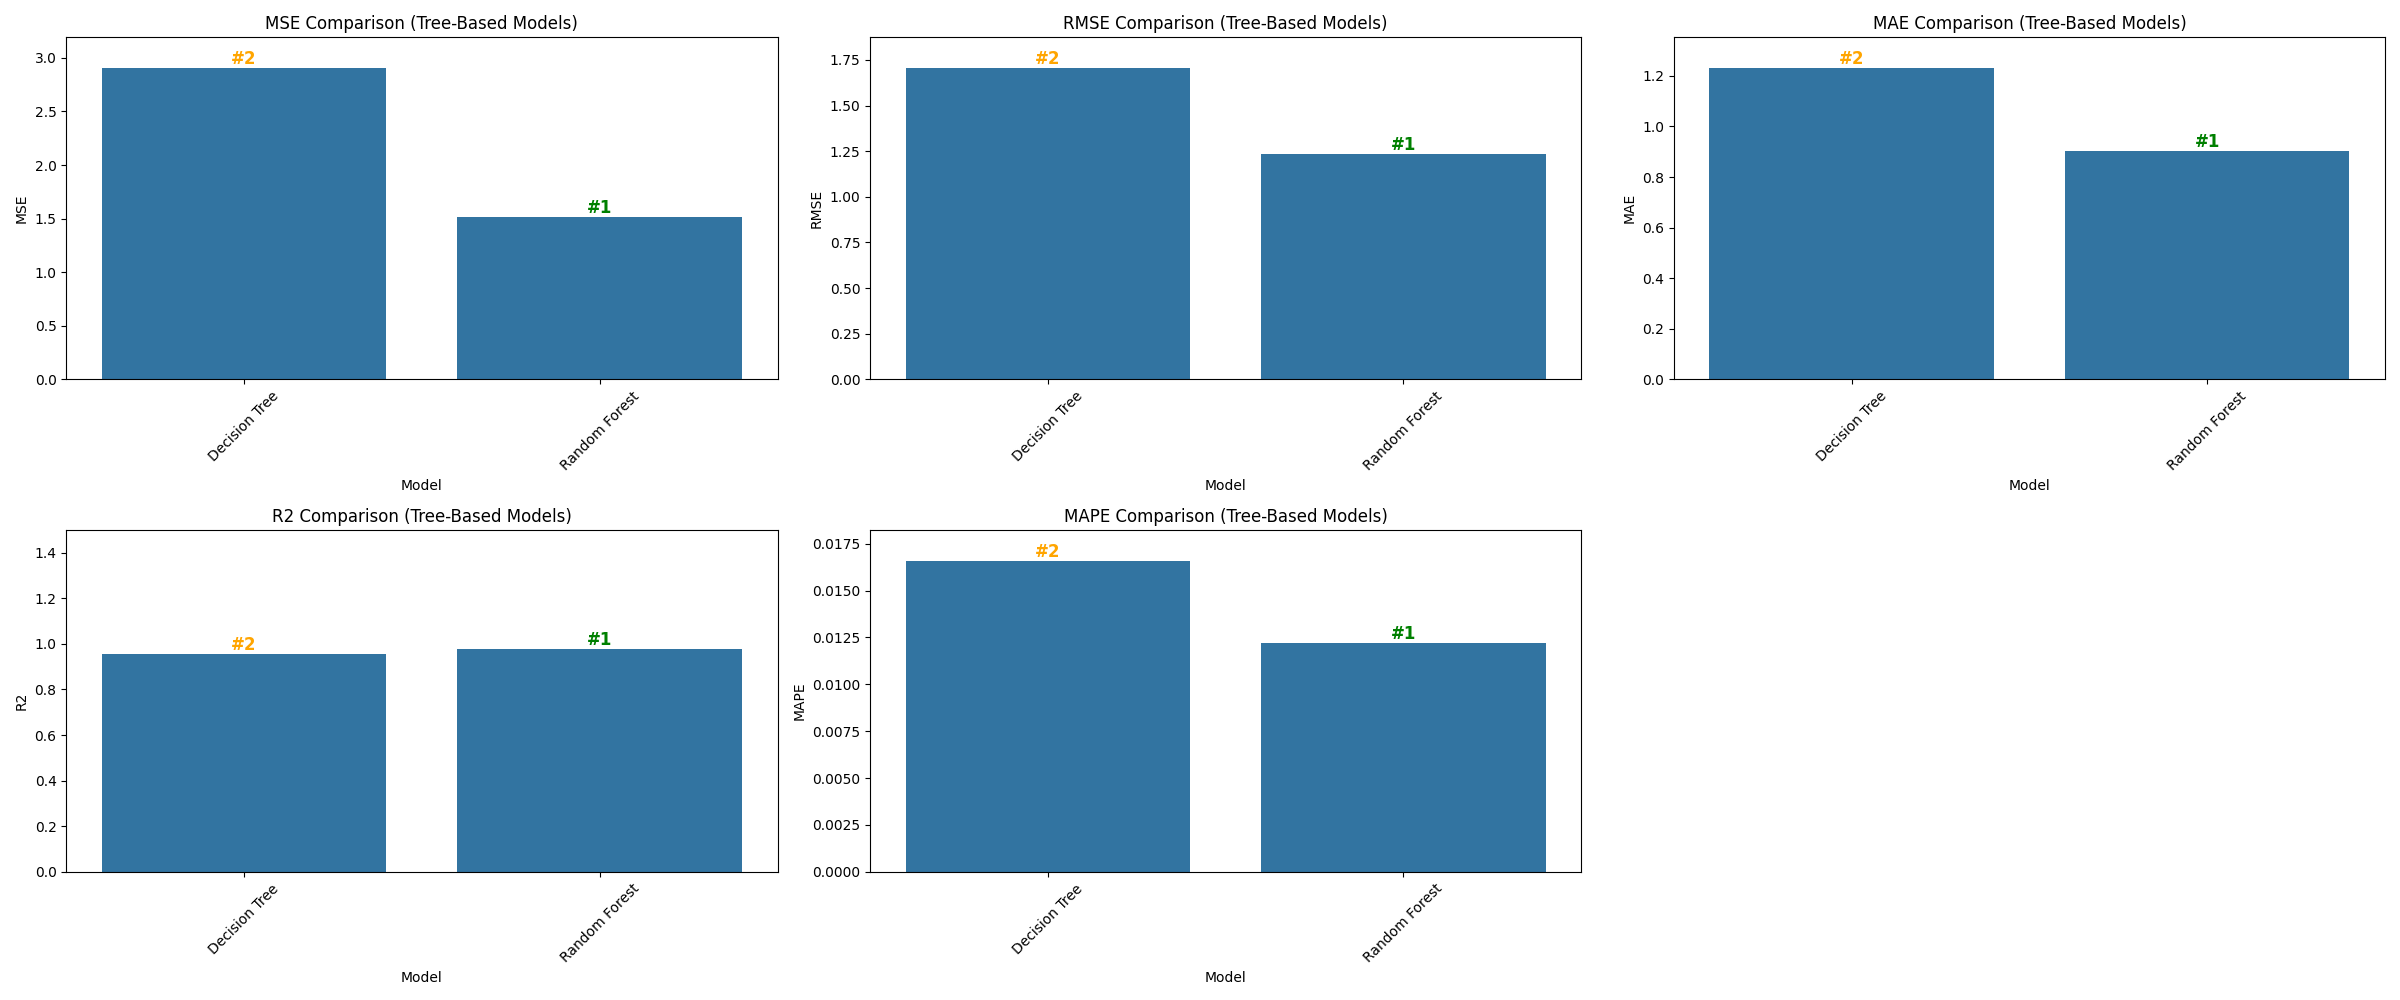 MSE Comparison (Tree-Based Models)
3.0
2.5
2.0
1.5
1.0
0.5
0.0
MSE
#2
#1
Decision Tree
Random Forest
Model
RMSE Comparison (Tree-Based Models)
1.75
1.50
1.25
1.00
0.75
0.50
0.25
0.00
RMSE
#2
#1
Decision Tree
Random Forest
Model
MAE Comparison (Tree-Based Models)
1.2
1.0
0.8
0.6
0.4
0.2
0.0
MAE
#2
#1
Decision Tree
Random Forest
Model
R2 Comparison (Tree-Based Models)
1.4
1.2
1.0
0.8
0.6
0.4
0.2
0.0
R2
#2
#1
Decision Tree
Random Forest
Model
MAPE Comparison (Tree-Based Models)
0.0175
0.0150
0.0125
0.0100
0.0075
0.0050
0.0025
0.0000
MAPE
#2
#1
Decision Tree
Random Forest
Model